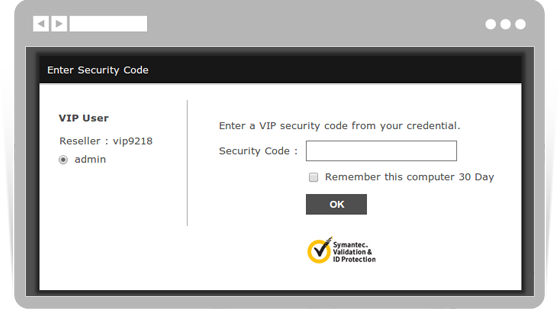 Enter Security Code
VIP User
Reseller : vip9218
admin
Enter a VIP security code from your credential.
Security Code :
Remember this computer 30 Day
OK
Symantec.
Validation &
ID Protection